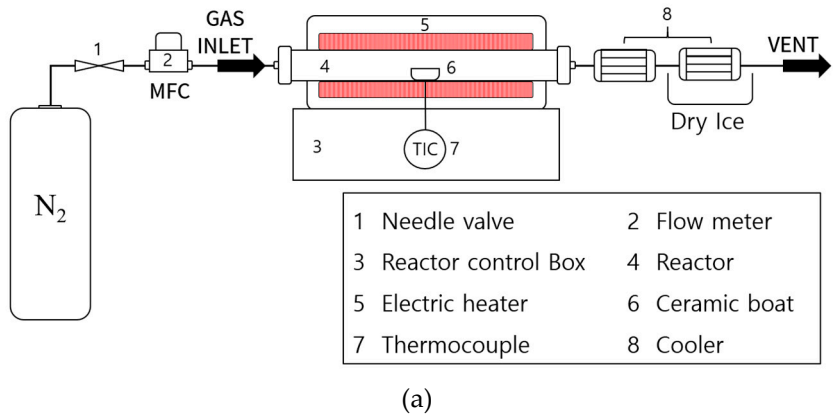 GAS
INLET
1
2
MFC
N2
5
4
6
3
TIC
7
8
VENT
Dry Ice
1 Needle valve 2 Flow meter
3 Reactor control Box 4 Reactor
5 Electric heater 6 Ceramic boat
7 Thermocouple 8 Cooler
(a)